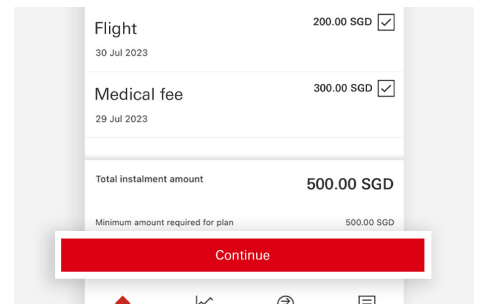 Flight 200.00 SGD
30 Jul 2023
Medical fee 300.00 SGD
29 Jul 2023
Total instalment amount 500.00 SGD
Minimum amount required for plan 500.00 SGD
Continue